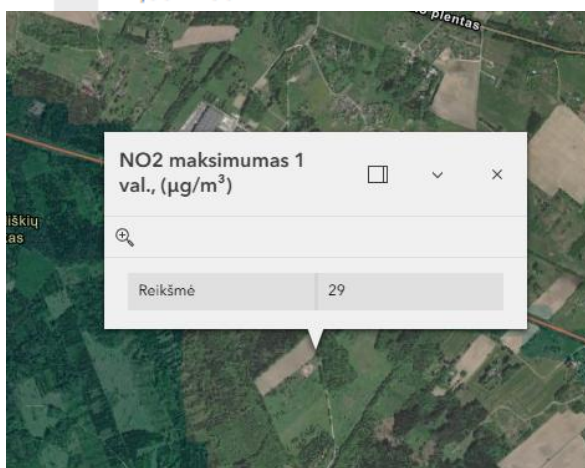 plentas
NO2 maksimumas 1
val., (µg/m³)
iškių
as
Reikšmė 29